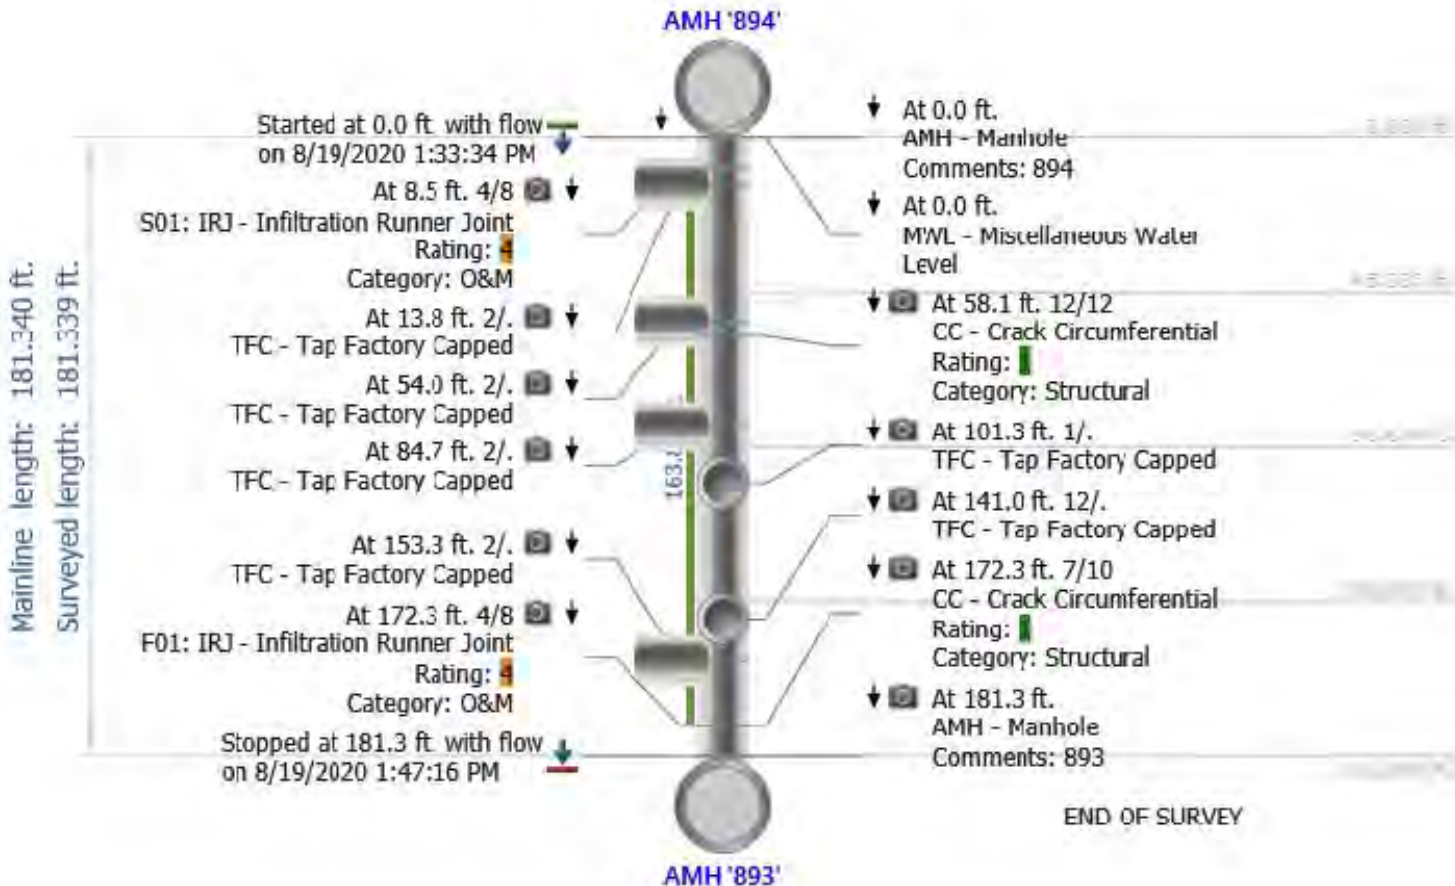 AMH '894'
Started at 0.0 ft. with flow
on 8/19/2020 1:33:34 PM
At 8.5 ft. 4/8
S01: IRJ - Infiltration Runner Joint
Rating: 4
Category: O&M
At 13.8 ft. 2/.
TFC - Tap Factory Capped
At 54.0 ft. 2/.
TFC - Tap Factory Capped
At 84.7 ft. 2/.
TFC - Tap Factory Capped
At 153.3 ft. 2/.
TFC - Tap Factory Capped
At 172.3 ft. 4/8
F01: IRJ - Infiltration Runner Joint
Rating: 4
Category: O&M
Stopped at 181.3 ft. with flow
on 8/19/2020 1:47:16 PM
Mainline length: 181.340 ft.
Surveyed length: 181.339 ft.
At 0.0 ft.
AMH - Manhole
Comments: 894
At 0.0 ft.
MWL - Miscellaneous Water
Level
At 58.1 ft. 12/12
CC - Crack Circumferential
Rating:
Category: Structural
At 101.3 ft. 1/.
TFC - Tap Factory Capped
At 141.0 ft. 12/.
TFC - Tap Factory Capped
At 172.3 ft. 7/10
CC - Crack Circumferential
Rating:
Category: Structural
At 181.3 ft.
AMH - Manhole
Comments: 893
END OF SURVEY
AMH '893'